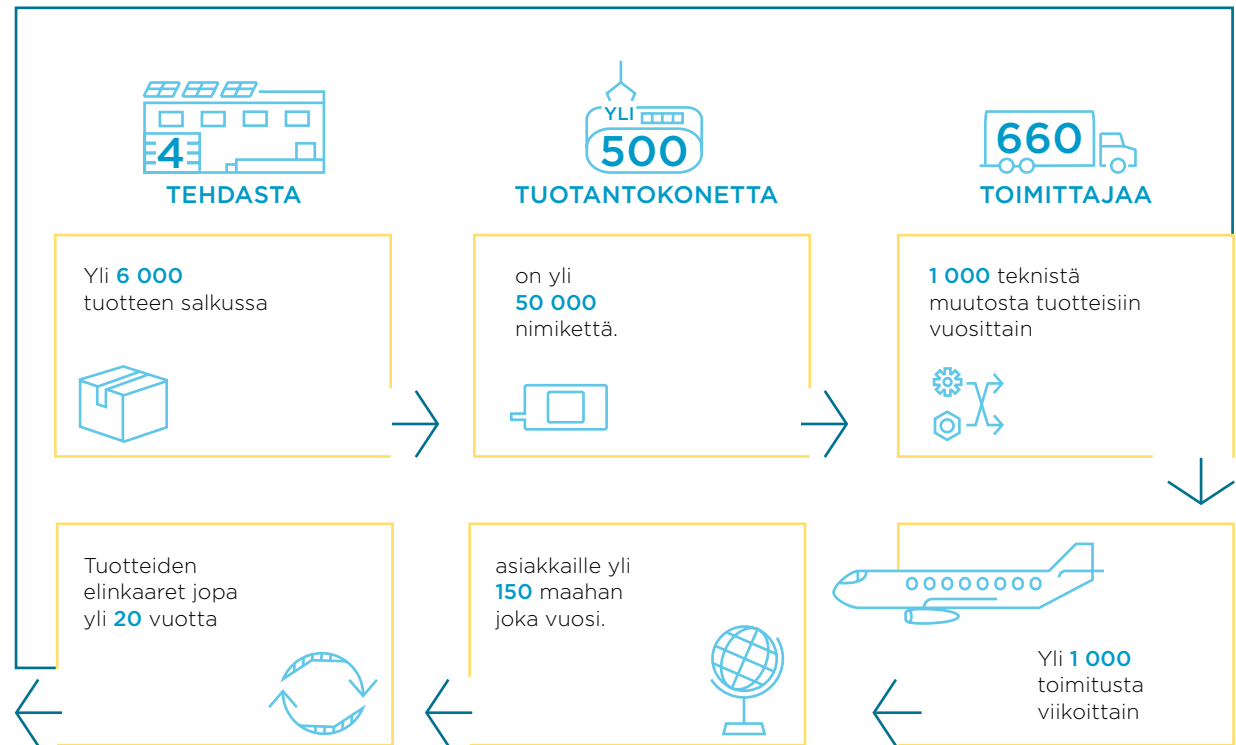 4
TEHDASTA
YLI
500
TUOTANTOKONETTA
660
TOIMITTAJAA
Yli 6 000
tuotteen salkussa
on yli
50 000
nimikettä.
1 000 teknistä
muutosta tuotteisiin
vuosittain
Yli 1 000
toimitusta
viikoittain
asiakkaille yli
150 maahan
joka vuosi.
Tuotteiden
elinkaaret jopa
yli 20 vuotta